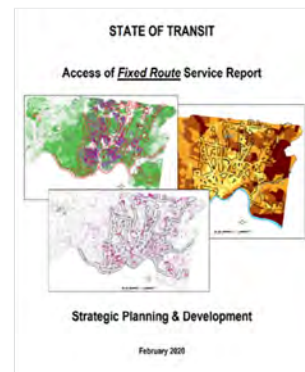 STATE OF TRANSIT
Access of Fixed Route Service Report
Strategic Planning & Development
February 2020